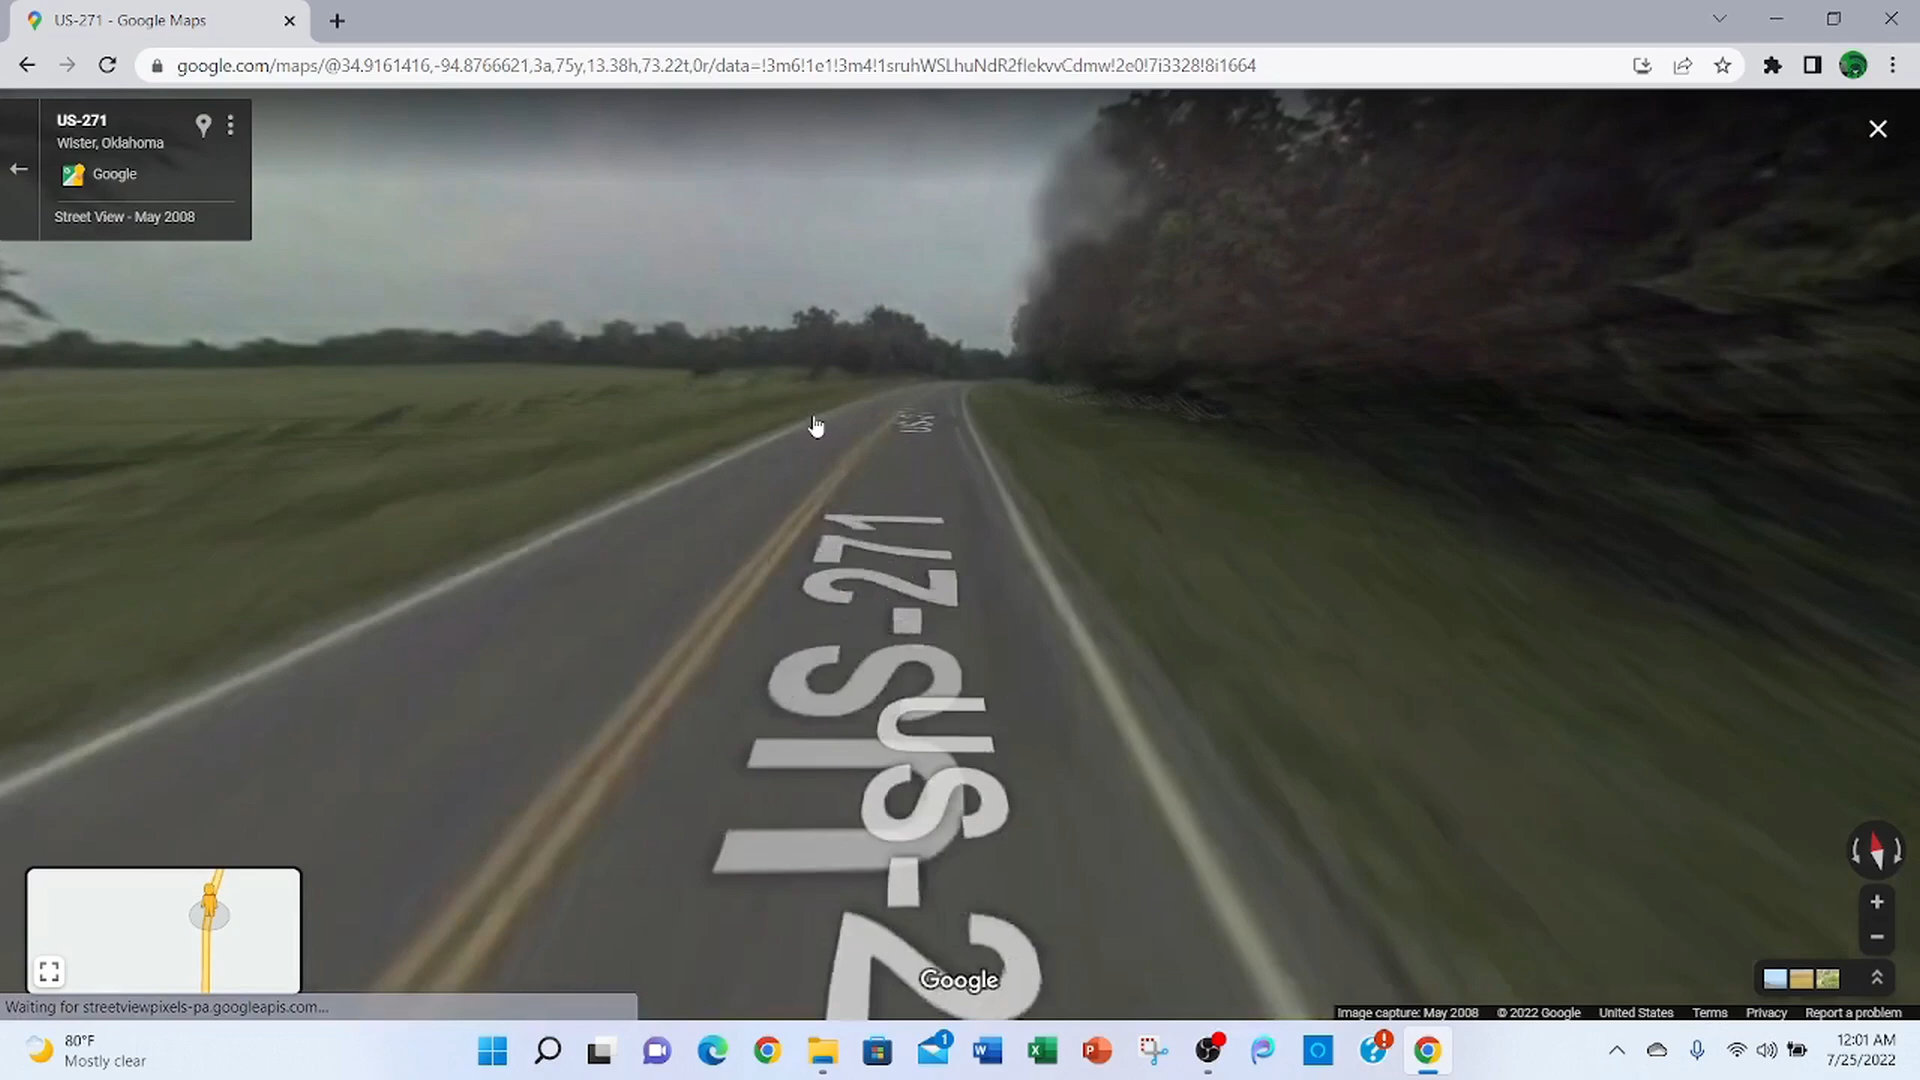 US-271 - Google Maps
google.com/maps/@34.9161416,-94.8766621,3a,75y,13.38h,73.22t,0r/data=!3m6!1e1!3m4!1sruhWSLhuNdR2fIekvvCdmw!2e0!7i3328!8i1664
US-271
Wister, Oklahoma
Google
Street View - May 2008
US-271
US-2
Google
Waiting for streetviewpixels-pa.googleapis.com...
Image capture: May 2008 © 2022 Google United States Terms Privacy Report a problem
80°F
Mostly clear
1
12:01 AM
7/25/2022